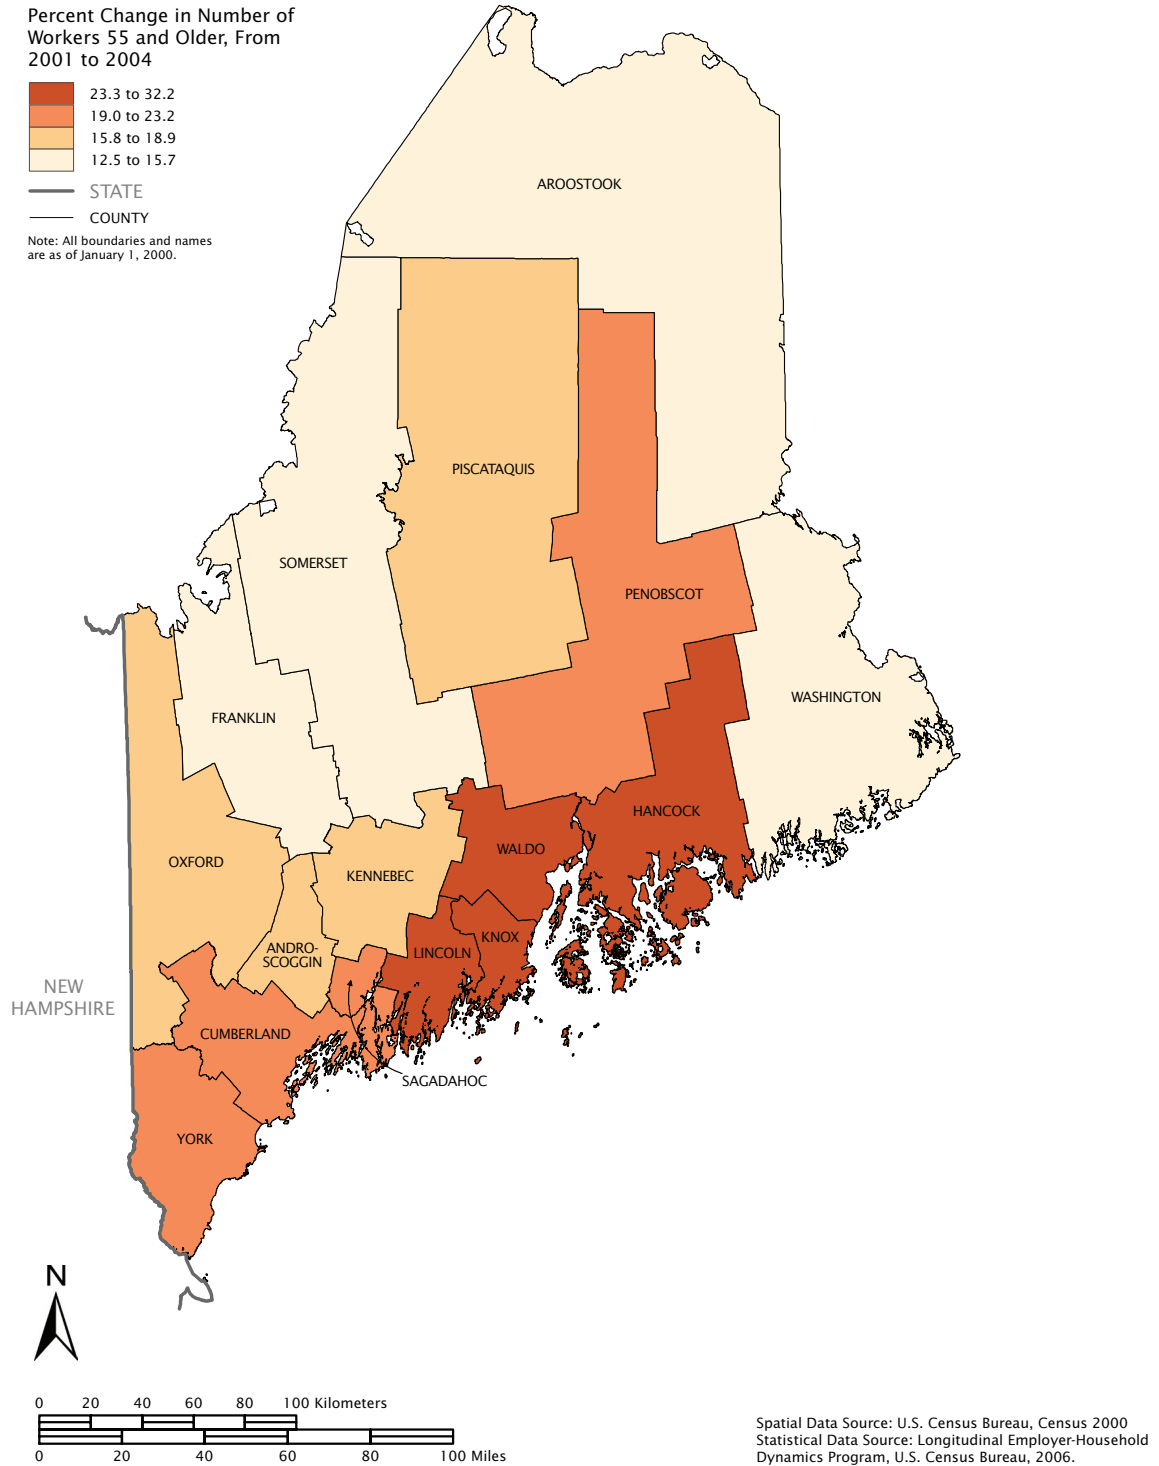 Percent Change in Number of
Workers 55 and Older, From
2001 to 2004
23.3 to 32.2
19.0 to 23.2
15.8 to 18.9
12.5 to 15.7
STATE
COUNTY
Note: All boundaries and names
are as of January 1, 2000.
AROOSTOOK
PISCATAQUIS
SOMERSET
PENOBSCOT
WASHINGTON
FRANKLIN
HANCOCK
WALDO
OXFORD
KENNEBEC
KNOX
LINCOLN
ANDRO-
SCOGGIN
NEW
HAMPSHIRE
CUMBERLAND
SAGADAHOC
YORK
N
0 20 40 60 80 100 Kilometers
0 20 40 60 80 100 Miles
Spatial Data Source: U.S. Census Bureau, Census 2000
Statistical Data Source: Longitudinal Employer-Household
Dynamics Program, U.S. Census Bureau, 2006.